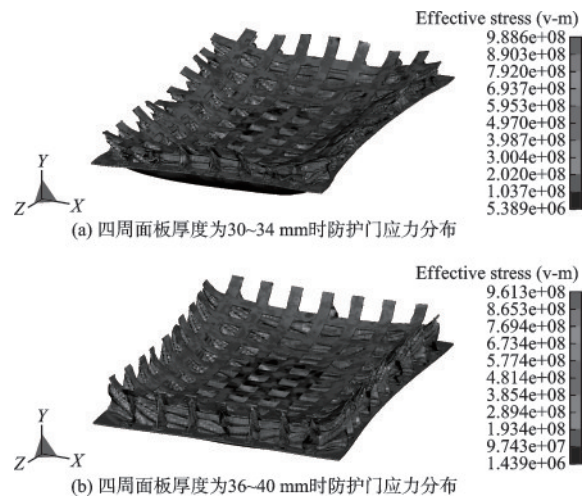 Effective stress (v-m)
9.886e+08
8.903e+08
7.920e+08
6.937e+08
5.953e+08
4.970e+08
3.987e+08
3.004e+08
2.020e+08
1.037e+08
5.389e+06
Y
Z
X
(a) 四周面板厚度为30~34 mm时防护门应力分布
Effective stress (v-m)
9.613e+08
8.653e+08
7.694e+08
6.734e+08
5.774e+08
4.814e+08
3.854e+08
2.894e+08
1.934e+08
9.743e+07
1.439e+06
Y
Z
X
(b) 四周面板厚度为36~40 mm时防护门应力分布